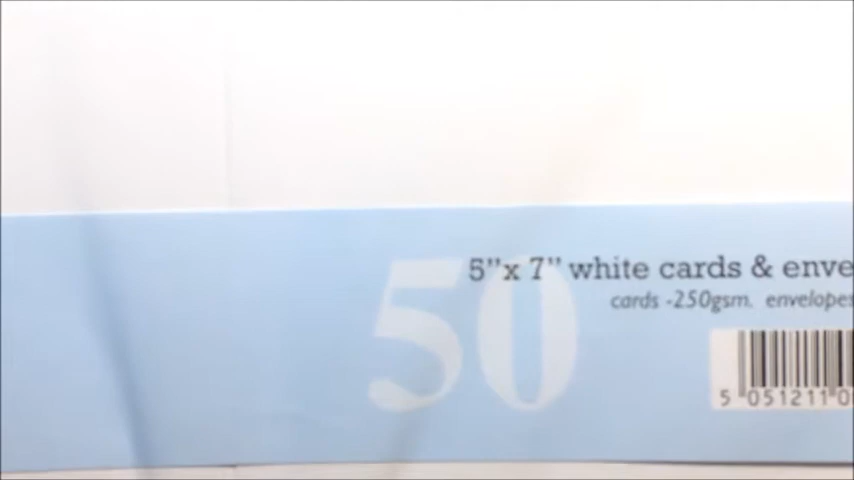 50
5”x 7” white cards & enve
cards -250gsm. envelopes
5 051211 0